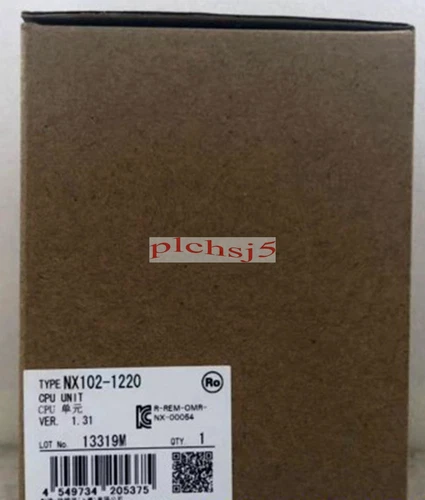 plchsj5
TYPE NX102-1220
CPU UNIT
CPU 单元
VER. 1.31
Ro
R-REM-OMR-
NX-00064
LOT No. 13319M QTY. 1
4 549734 205375